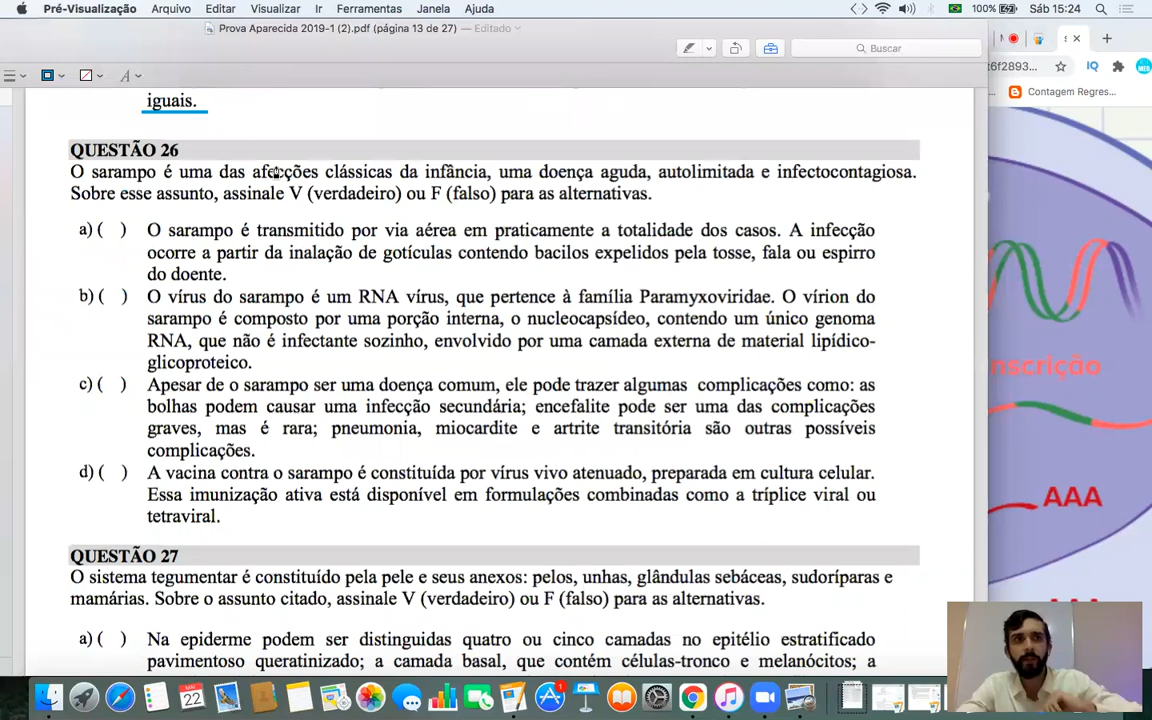 Pré-Visualização Arquivo Editar Visualizar Ir Ferramentas Janela Ajuda 100% Sáb 15:24
Prova Aparecida 2019-1 (2).pdf (página 13 de 27) — Editado
Buscar
6f2893...
IQ
Contagem Regres...
iguais.
QUESTÃO 26
O sarampo é uma das afecções clássicas da infância, uma doença aguda, autolimitada e infectocontagiosa.
Sobre esse assunto, assinale V (verdadeiro) ou F (falso) para as alternativas.
a) ( ) O sarampo é transmitido por via aérea em praticamente a totalidade dos casos. A infecção
ocorre a partir da inalação de gotículas contendo bacilos expelidos pela tosse, fala ou espirro
do doente.
b) ( ) O vírus do sarampo é um RNA vírus, que pertence à família Paramyxoviridae. O vírion do
sarampo é composto por uma porção interna, o nucleocapsídeo, contendo um único genoma
RNA, que não é infectante sozinho, envolvido por uma camada externa de material lipídico-
glicoproteico.
c) ( ) Apesar de o sarampo ser uma doença comum, ele pode trazer algumas complicações como: as
bolhas podem causar uma infecção secundária; encefalite pode ser uma das complicações
graves, mas é rara; pneumonia, miocardite e artrite transitória são outras possíveis
complicações.
d) ( ) A vacina contra o sarampo é constituída por vírus vivo atenuado, preparada em cultura celular.
Essa imunização ativa está disponível em formulações combinadas como a tríplice viral ou
tetraviral.
QUESTÃO 27
O sistema tegumentar é constituído pela pele e seus anexos: pelos, unhas, glândulas sebáceas, sudoríparas e
mamárias. Sobre o assunto citado, assinale V (verdadeiro) ou F (falso) para as alternativas.
a) ( ) Na epiderme podem ser distinguidas quatro ou cinco camadas no epitélio estratificado
pavimentoso queratinizado; a camada basal, que contém células-tronco e melanócitos; a
nscrição
AAA